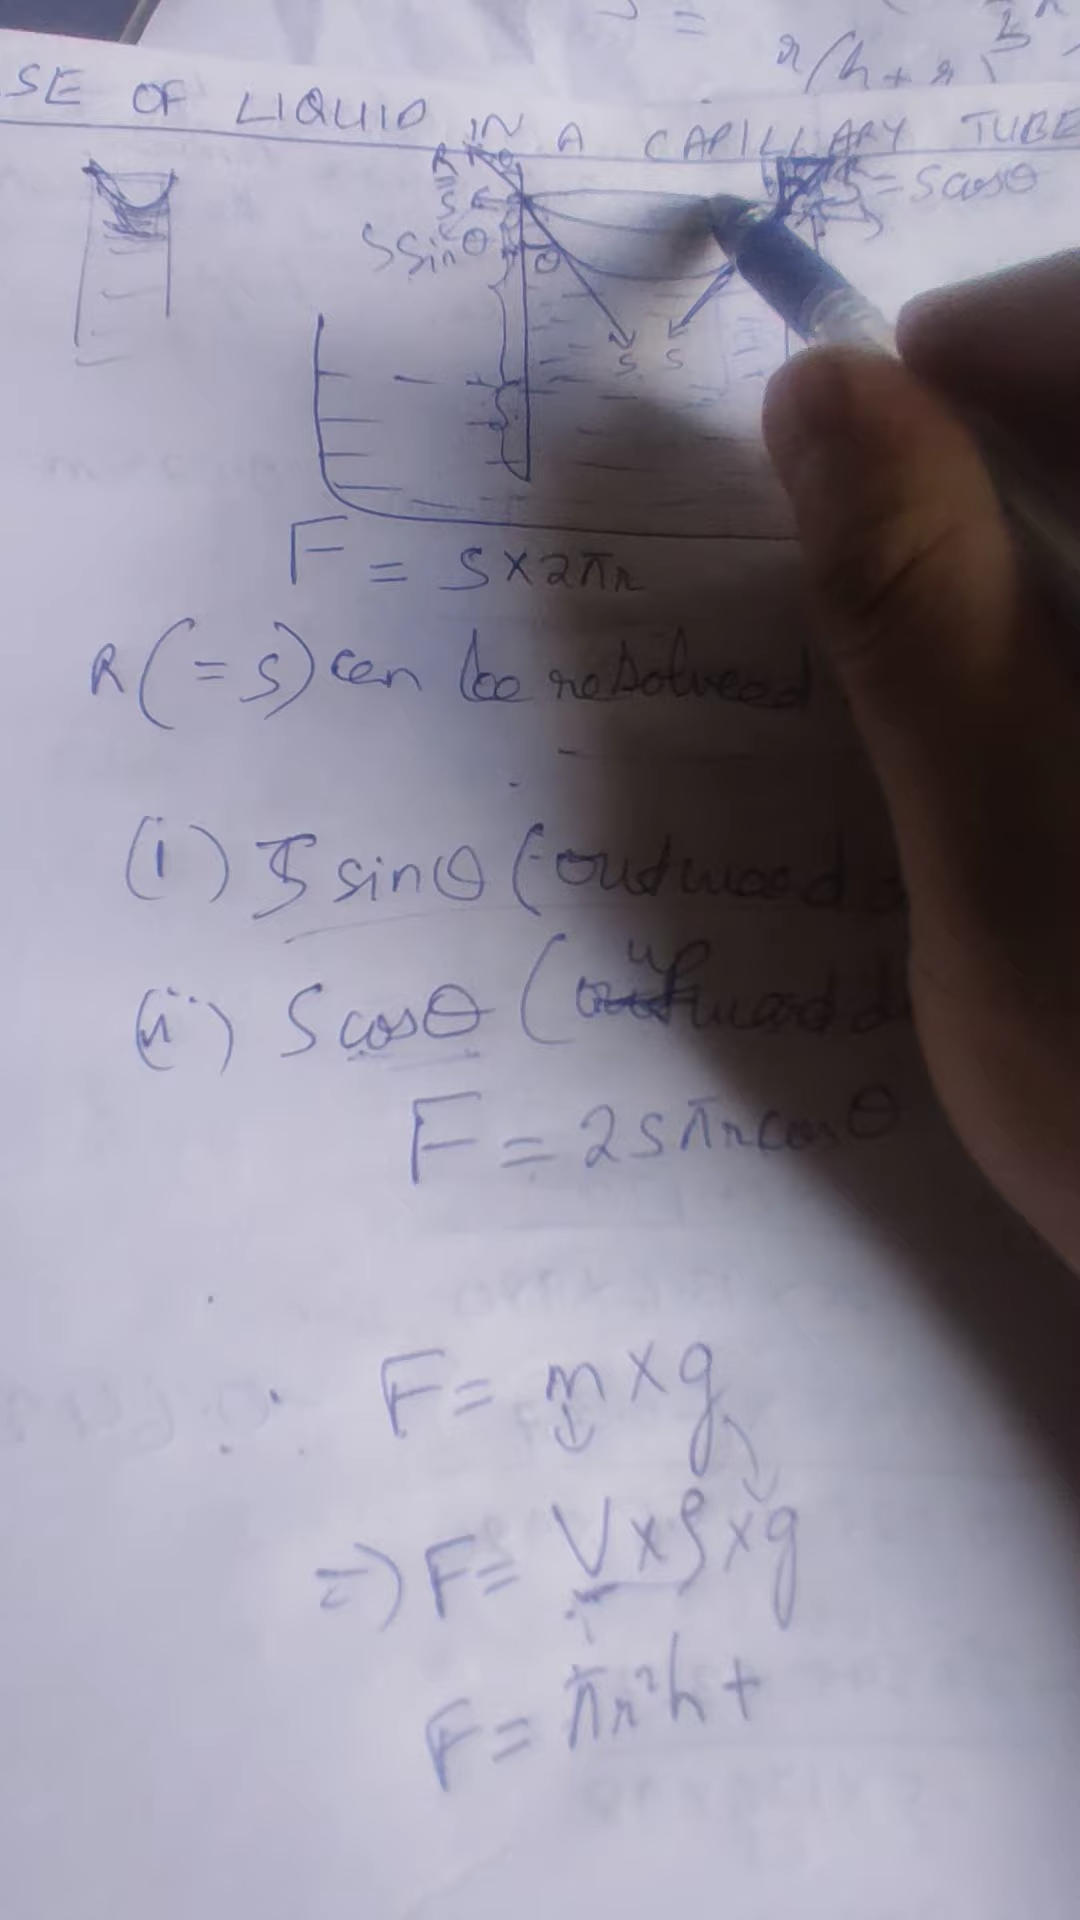 =
r(h + r)
SE OF LIQUID IN A CAPILLARY TUBE
R θ
S = S cosθ
S S
S sinθ
θ
S S
F = S×2πr
R (= S) can be resolved
(i) S sinθ (outward
(ii) S cosθ (upward
F = 2Sπr cosθ
F = m × g
⇒ F = V×ρ×g
F = πr²h +